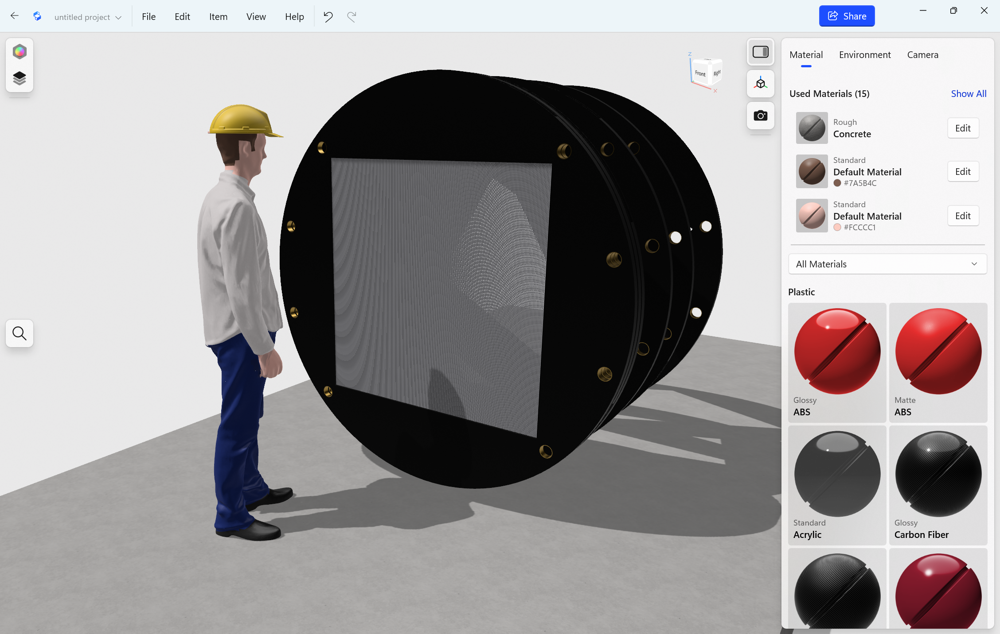 untitled project
File
Edit
Item
View
Help
Share
Z
Front
Right
X
Material
Environment
Camera
Used Materials (15)
Show All
Rough
Concrete
Edit
Standard
Default Material
#7A5B4C
Edit
Standard
Default Material
#FCCCC1
Edit
All Materials
Plastic
Glossy
ABS
Matte
ABS
Standard
Acrylic
Glossy
Carbon Fiber